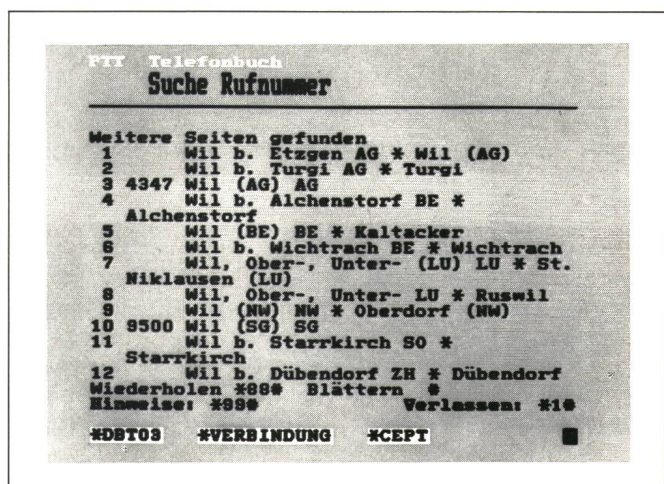 PTT Telefonbuch
Suche Rufnummer
Weitere Seiten gefunden
1 Wil b. Etzgen AG * Wil (AG)
2 Wil b. Turgi AG * Turgi
3 4347 Wil (AG) AG
4 Wil b. Alchenstorf BE *
Alchenstorf
5 Wil (BE) BE * Kaltacker
6 Wil b. Wichtrach BE * Wichtrach
7 Wil, Ober-, Unter- (LU) LU * St.
Niklausen (LU)
8 Wil, Ober-, Unter- LU * Ruswil
9 Wil (NW) NW * Oberdorf (NW)
10 9500 Wil (SG) SG
11 Wil b. Starrkirch SO *
Starrkirch
12 Wil b. Dübendorf ZH * Dübendorf
Wiederholen *00# Blättern #
Hinweise: *99# Verlassen: *1#
*DBT03 *VERBINDUNG *CEPT